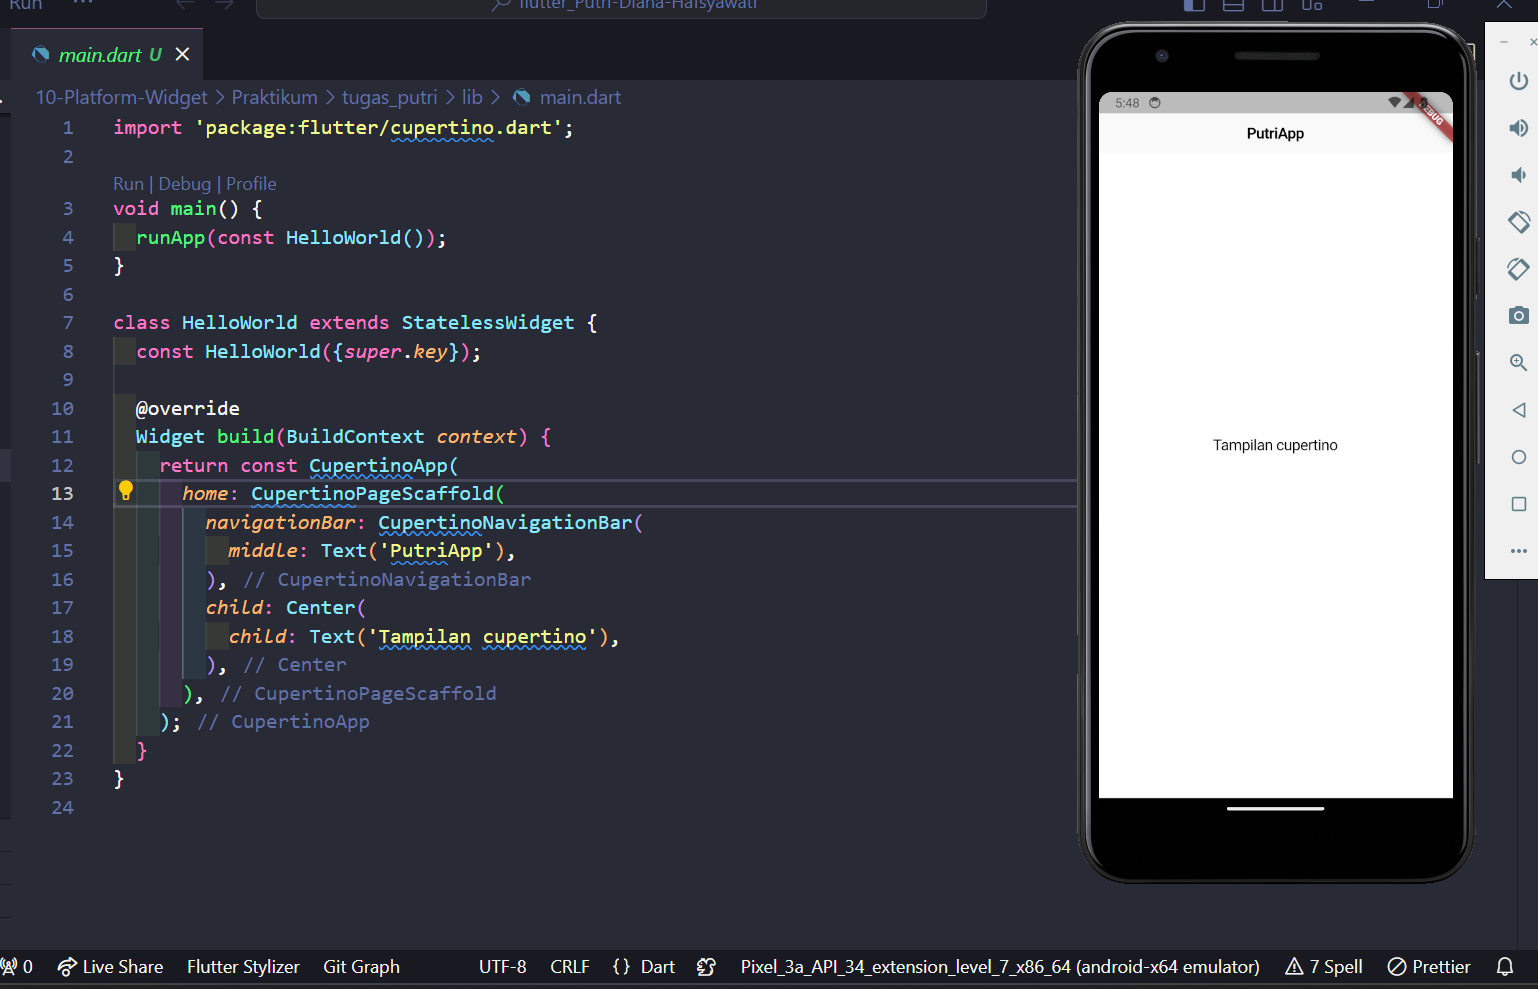 Run ...
flutter_Putri-Diana-Hafsyawati
main.dart U
10-Platform-Widget > Praktikum > tugas_putri > lib > main.dart
1 import 'package:flutter/cupertino.dart';
2
Run | Debug | Profile
3 void main() {
4 runApp(const HelloWorld());
5 }
6
7 class HelloWorld extends StatelessWidget {
8 const HelloWorld({super.key});
9
10 @override
11 Widget build(BuildContext context) {
12 return const CupertinoApp(
13 home: CupertinoPageScaffold(
14 navigationBar: CupertinoNavigationBar(
15 middle: Text('PutriApp'),
16 ), // CupertinoNavigationBar
17 child: Center(
18 child: Text('Tampilan cupertino'),
19 ), // Center
20 ), // CupertinoPageScaffold
21 ); // CupertinoApp
22 }
23 }
24
5:48
DEBUG
PutriApp
Tampilan cupertino
0 Live Share Flutter Stylizer Git Graph UTF-8 CRLF {} Dart Pixel_3a_API_34_extension_level_7_x86_64 (android-x64 emulator) 7 Spell Prettier